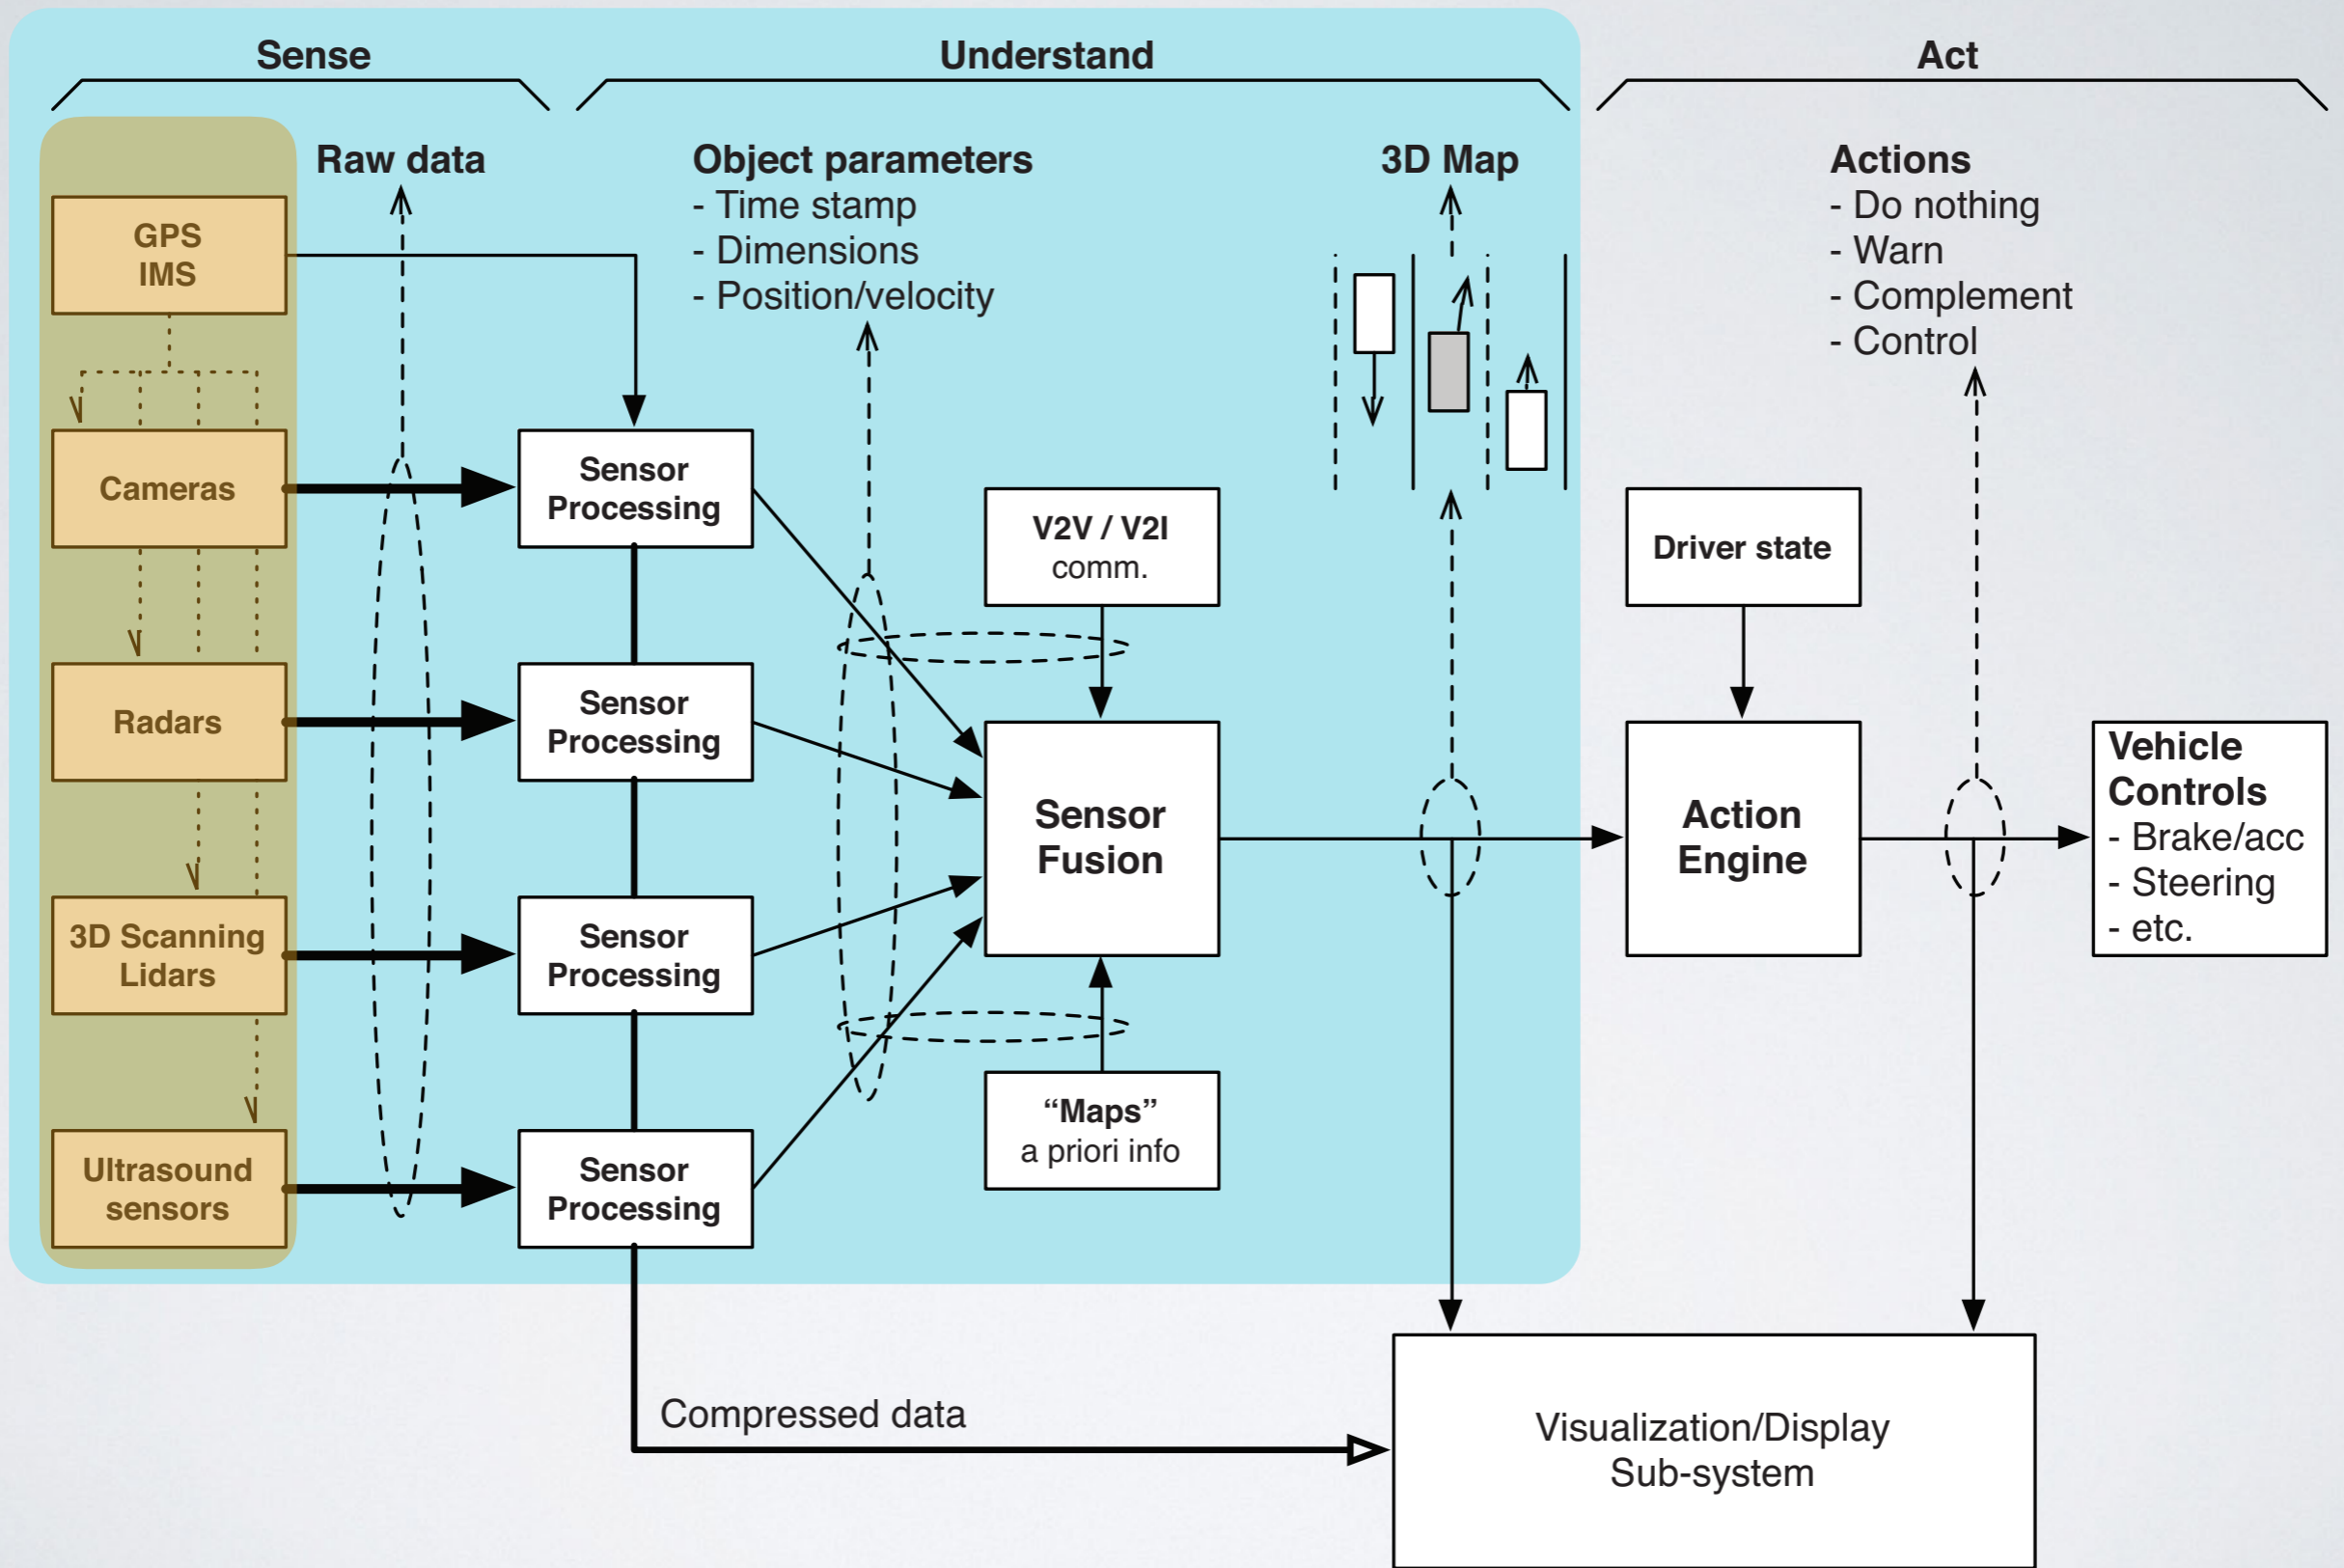 Sense
Understand
Act
Raw data
Object parameters
- Time stamp
- Dimensions
- Position/velocity
3D Map
Actions
- Do nothing
- Warn
- Complement
- Control
GPS
IMS
Cameras
Radars
3D Scanning
Lidars
Ultrasound
sensors
Sensor
Processing
Sensor
Processing
Sensor
Processing
Sensor
Processing
V2V / V2I
comm.
Sensor
Fusion
“Maps”
a priori info
Driver state
Action
Engine
Vehicle
Controls
- Brake/acc
- Steering
- etc.
Compressed data
Visualization/Display
Sub-system